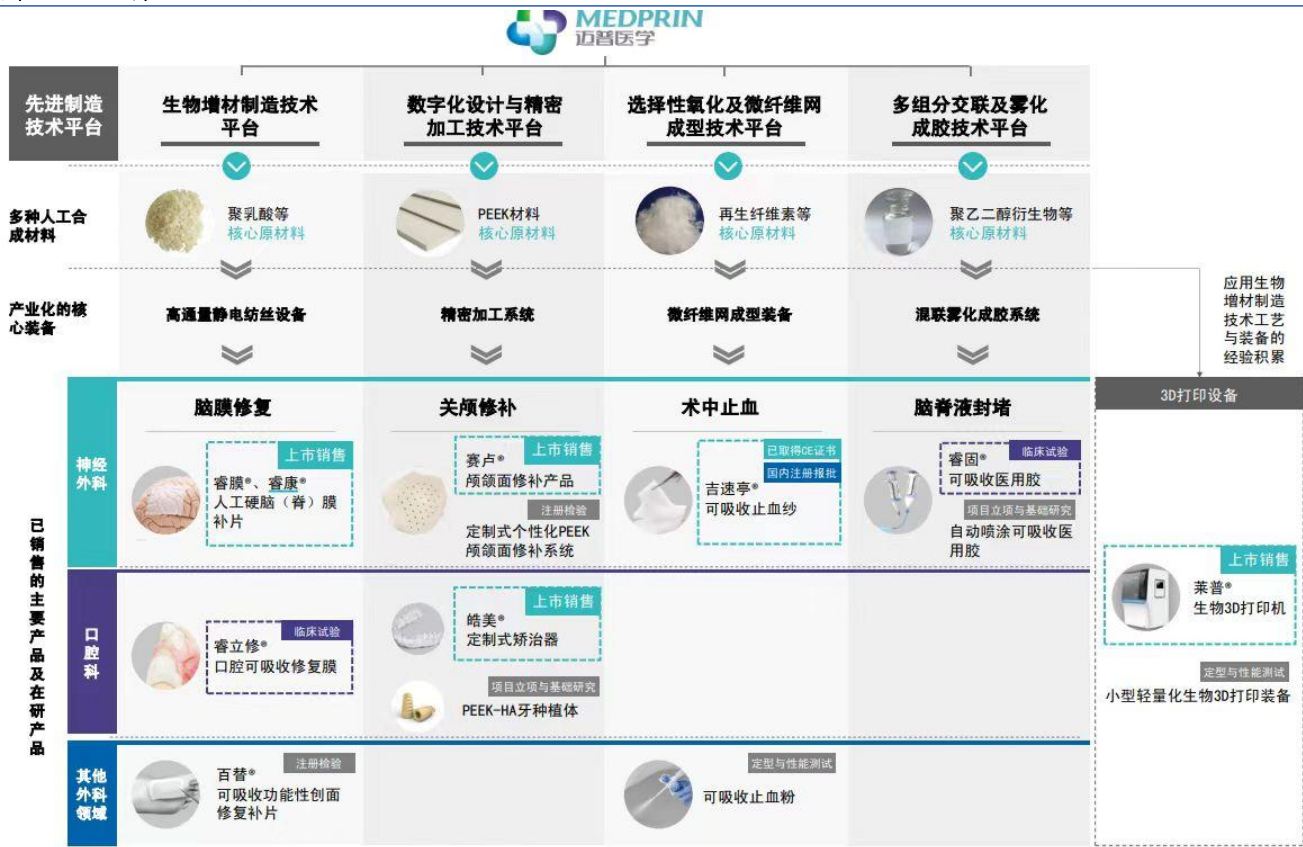 MEDPRIN
迈普医学
先进制造
技术平台
生物增材制造技术
平台
数字化设计与精密
加工技术平台
选择性氧化及微纤维网
成型技术平台
多组分交联及雾化
成胶技术平台
多种人工合
成材料
聚乳酸等
核心原材料
PEEK材料
核心原材料
再生纤维素等
核心原材料
聚乙二醇衍生物等
核心原材料
产业化的核
心装备
高通量静电纺丝设备
精密加工系统
微纤维网成型装备
混联雾化成胶系统
应用生物
增材制造
技术工艺
与装备的
经验积累
已销售的主要产品及在研产品
神经
外科
脑膜修复
上市销售
睿膜®、睿康®
人工硬脑（脊）膜
补片
关颅修补
上市销售
赛卢®
颅颌面修补产品
注册检验
定制式个性化PEEK
颅颌面修补系统
术中止血
已取得CE证书
国内注册报批
吉速亭®
可吸收止血纱
脑脊液封堵
临床试验
睿固®
可吸收医用胶
项目立项与基础研究
自动喷涂可吸收医
用胶
口腔科
临床试验
睿立修®
口腔可吸收修复膜
上市销售
皓美®
定制式矫治器
项目立项与基础研究
PEEK-HA牙种植体
其他
外科
领域
注册检验
百替®
可吸收功能性创面
修复补片
定型与性能测试
可吸收止血粉
3D打印设备
上市销售
莱普®
生物3D打印机
定型与性能测试
小型轻量化生物3D打印装备